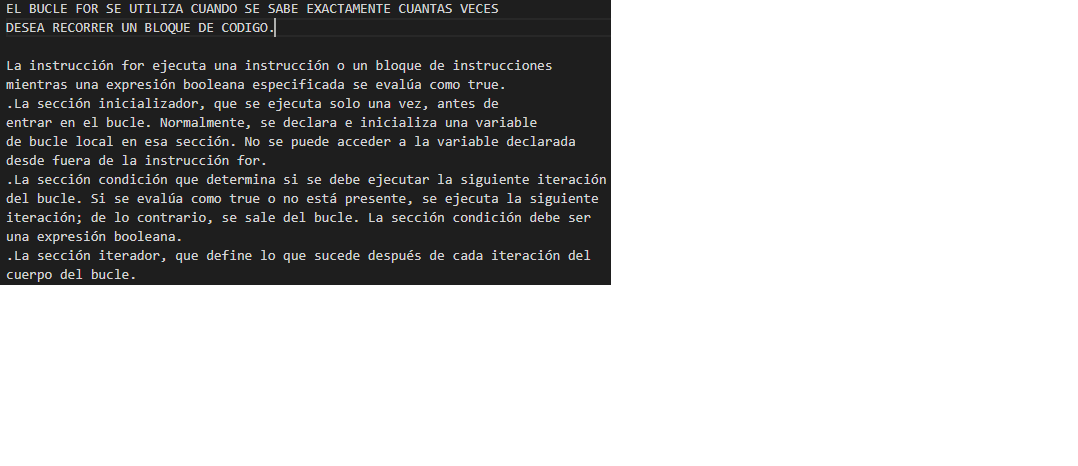 EL BUCLE FOR SE UTILIZA CUANDO SE SABE EXACTAMENTE CUANTAS VECES
DESEA RECORRER UN BLOQUE DE CODIGO.
La instrucción for ejecuta una instrucción o un bloque de instrucciones
mientras una expresión booleana especificada se evalúa como true.
.La sección inicializador, que se ejecuta solo una vez, antes de
entrar en el bucle. Normalmente, se declara e inicializa una variable
de bucle local en esa sección. No se puede acceder a la variable declarada
desde fuera de la instrucción for.
.La sección condición que determina si se debe ejecutar la siguiente iteración
del bucle. Si se evalúa como true o no está presente, se ejecuta la siguiente
iteración; de lo contrario, se sale del bucle. La sección condición debe ser
una expresión booleana.
.La sección iterador, que define lo que sucede después de cada iteración del
cuerpo del bucle.